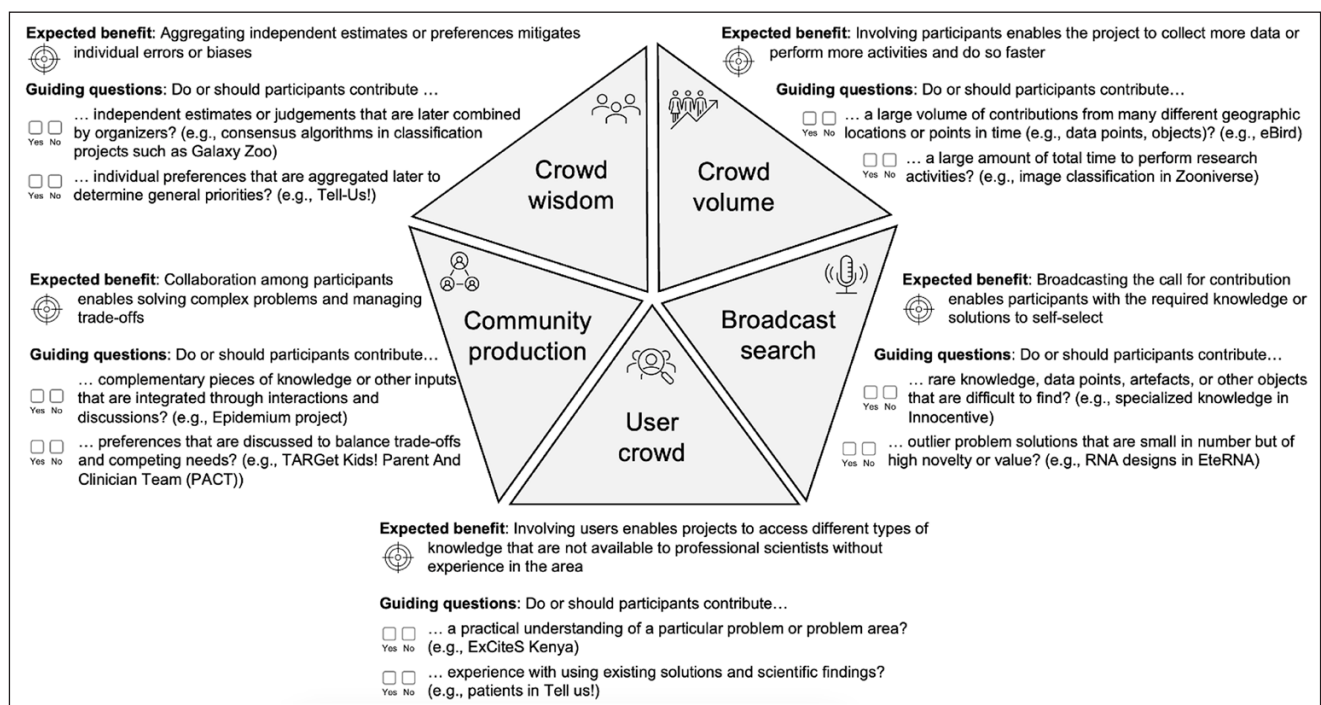 Expected benefit: Aggregating independent estimates or preferences mitigates
individual errors or biases
Guiding questions: Do or should participants contribute …
Yes No
… independent estimates or judgements that are later combined
by organizers? (e.g., consensus algorithms in classification
projects such as Galaxy Zoo)
Yes No
… individual preferences that are aggregated later to
determine general priorities? (e.g., Tell-Us!)
Crowd
wisdom
Expected benefit: Involving participants enables the project to collect more data or
perform more activities and do so faster
Guiding questions: Do or should participants contribute…
Yes No
… a large volume of contributions from many different geographic
locations or points in time (e.g., data points, objects)? (e.g., eBird)
Yes No
… a large amount of total time to perform research
activities? (e.g., image classification in Zooniverse)
Crowd
volume
Expected benefit: Collaboration among participants
enables solving complex problems and managing
trade-offs
Guiding questions: Do or should participants contribute…
Yes No
… complementary pieces of knowledge or other inputs
that are integrated through interactions and
discussions? (e.g., Epidemium project)
Yes No
… preferences that are discussed to balance trade-offs
and competing needs? (e.g., TARGet Kids! Parent And
Clinician Team (PACT))
Community
production
Expected benefit: Broadcasting the call for contribution
enables participants with the required knowledge or
solutions to self-select
Guiding questions: Do or should participants contribute…
Yes No
… rare knowledge, data points, artefacts, or other objects
that are difficult to find? (e.g., specialized knowledge in
Innocentive)
Yes No
… outlier problem solutions that are small in number but of
high novelty or value? (e.g., RNA designs in EteRNA)
Broadcast
search
User
crowd
Expected benefit: Involving users enables projects to access different types of
knowledge that are not available to professional scientists without
experience in the area
Guiding questions: Do or should participants contribute…
Yes No
… a practical understanding of a particular problem or problem area?
(e.g., ExCiteS Kenya)
Yes No
… experience with using existing solutions and scientific findings?
(e.g., patients in Tell us!)